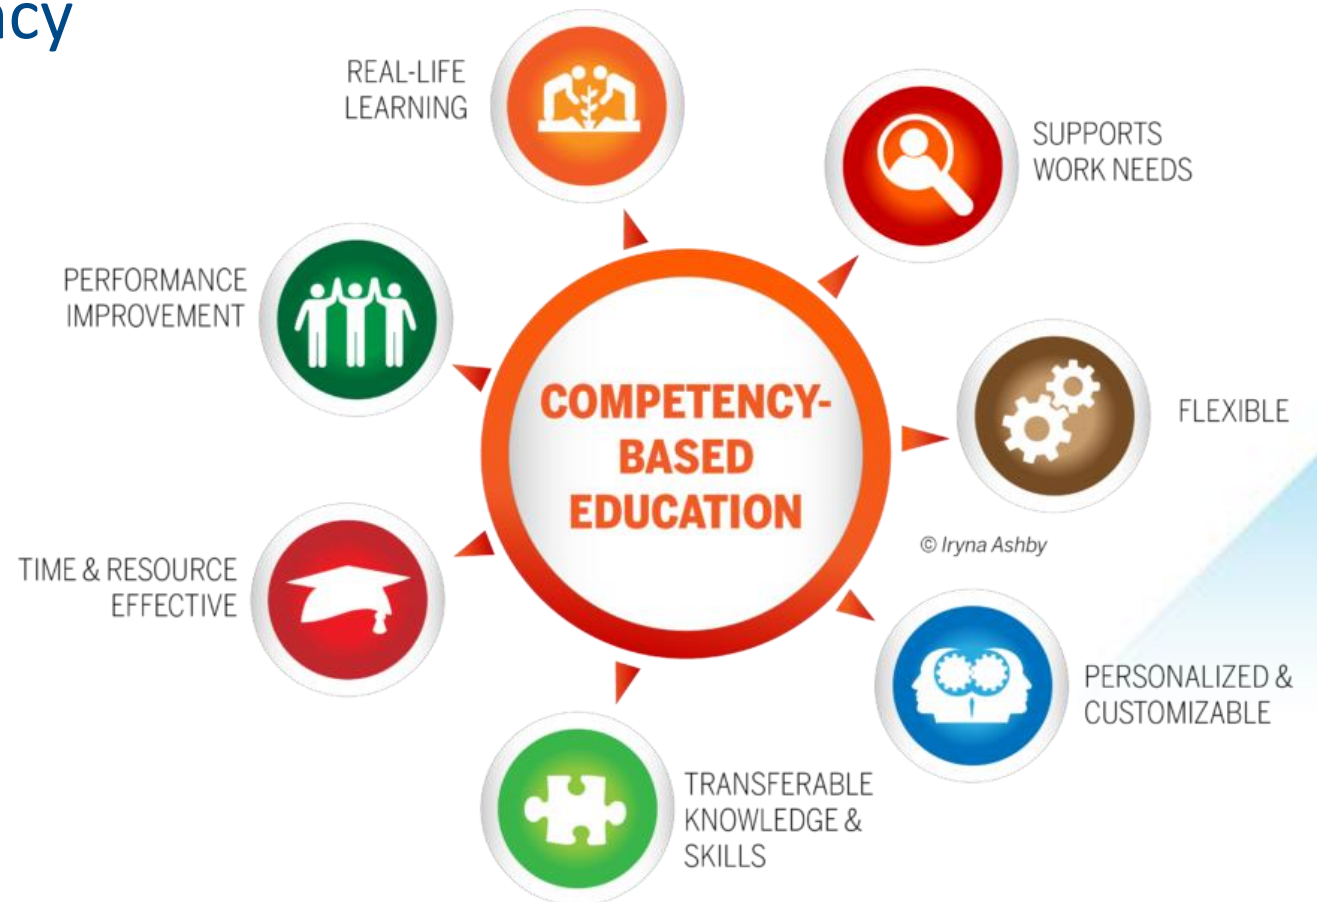 ncy
REAL-LIFE
LEARNING
SUPPORTS
WORK NEEDS
PERFORMANCE
IMPROVEMENT
FLEXIBLE
COMPETENCY-
BASED
EDUCATION
© Iryna Ashby
TIME & RESOURCE
EFFECTIVE
PERSONALIZED &
CUSTOMIZABLE
TRANSFERABLE
KNOWLEDGE &
SKILLS